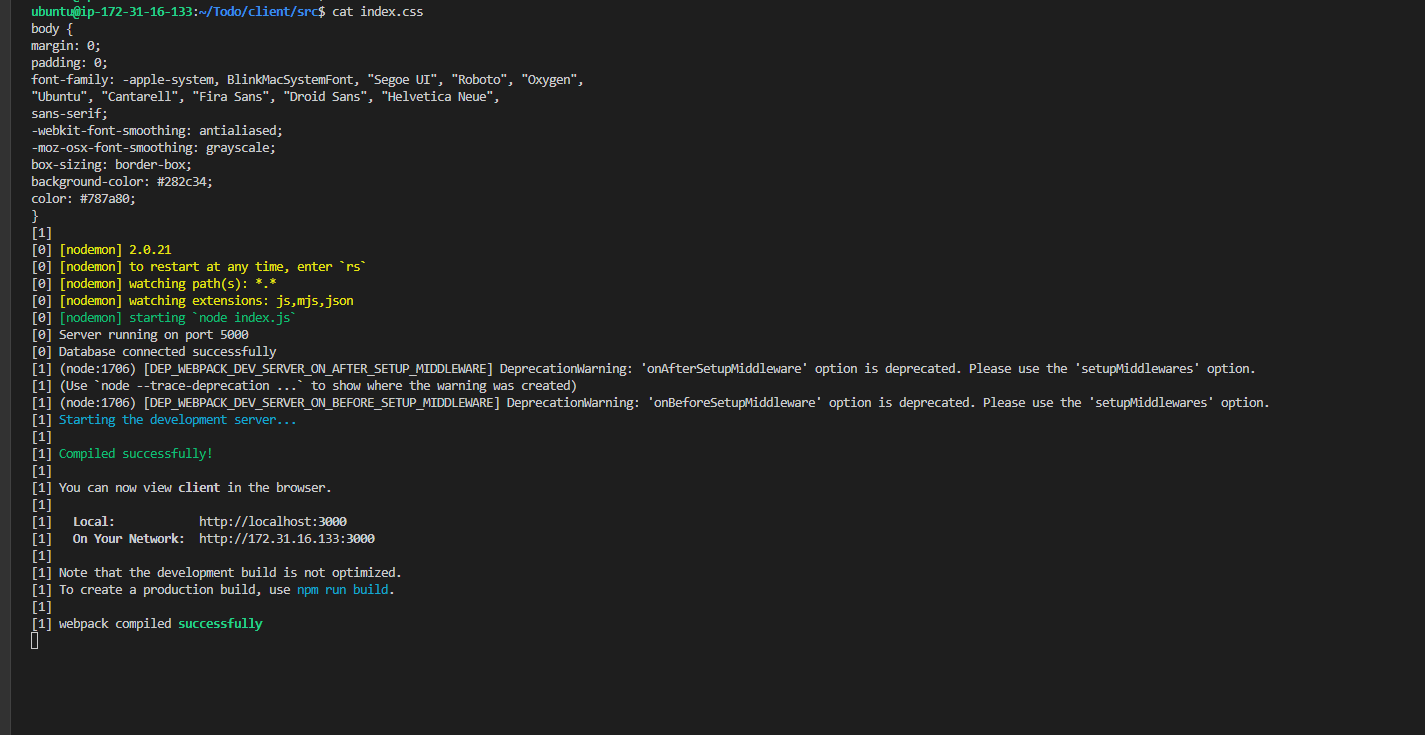 ubuntu@ip-172-31-16-133:~/Todo/client/src$ cat index.css
body {
margin: 0;
padding: 0;
font-family: -apple-system, BlinkMacSystemFont, "Segoe UI", "Roboto", "Oxygen",
"Ubuntu", "Cantarell", "Fira Sans", "Droid Sans", "Helvetica Neue",
sans-serif;
-webkit-font-smoothing: antialiased;
-moz-osx-font-smoothing: grayscale;
box-sizing: border-box;
background-color: #282c34;
color: #787a80;
}
[1]
[0] [nodemon] 2.0.21
[0] [nodemon] to restart at any time, enter `rs`
[0] [nodemon] watching path(s): *.*
[0] [nodemon] watching extensions: js,mjs,json
[0] [nodemon] starting `node index.js`
[0] Server running on port 5000
[0] Database connected successfully
[1] (node:1706) [DEP_WEBPACK_DEV_SERVER_ON_AFTER_SETUP_MIDDLEWARE] DeprecationWarning: 'onAfterSetupMiddleware' option is deprecated. Please use the 'setupMiddlewares' option.
[1] (Use `node --trace-deprecation ...` to show where the warning was created)
[1] (node:1706) [DEP_WEBPACK_DEV_SERVER_ON_BEFORE_SETUP_MIDDLEWARE] DeprecationWarning: 'onBeforeSetupMiddleware' option is deprecated. Please use the 'setupMiddlewares' option.
[1] Starting the development server...
[1]
[1] Compiled successfully!
[1]
[1] You can now view client in the browser.
[1]
[1]   Local:            http://localhost:3000
[1]   On Your Network:  http://172.31.16.133:3000
[1]
[1] Note that the development build is not optimized.
[1] To create a production build, use npm run build.
[1]
[1] webpack compiled successfully